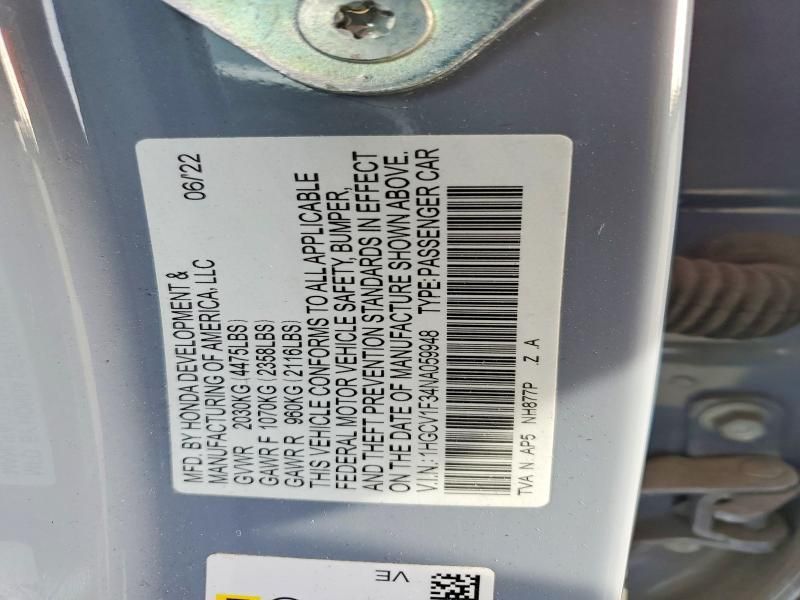 MFD. BY HONDA DEVELOPMENT & 06/22
MANUFACTURING OF AMERICA, LLC
GVWR 2030KG (4475LBS)
GAWR F 1070KG (2358LBS)
GAWR R 960KG (2116LBS)
THIS VEHICLE CONFORMS TO ALL APPLICABLE
FEDERAL MOTOR VEHICLE SAFETY, BUMPER,
AND THEFT PREVENTION STANDARDS IN EFFECT
ON THE DATE OF MANUFACTURE SHOWN ABOVE.
V.I.N.: 1HGCV1F34NA059948 TYPE: PASSENGER CAR
TVA N: AP5 NH877P .Z .A
VE